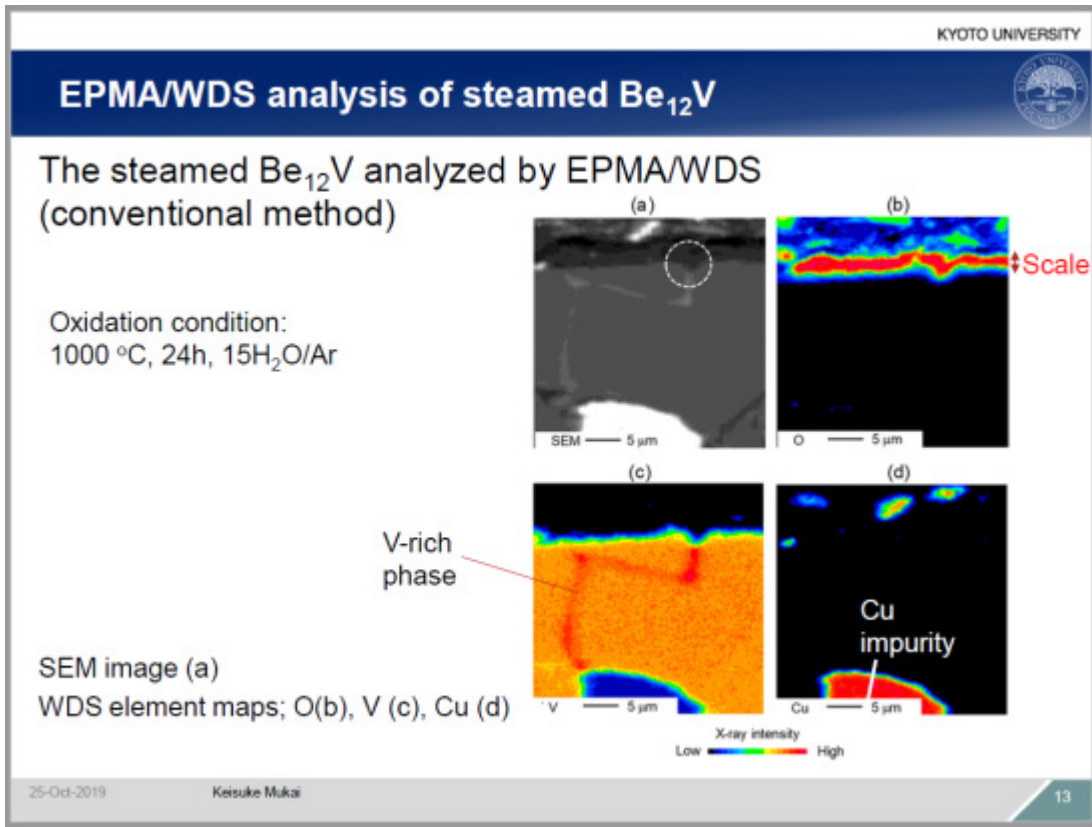 KYOTO UNIVERSITY
EPMA/WDS analysis of steamed Be₁₂V
The steamed Be₁₂V analyzed by EPMA/WDS
(conventional method)
Oxidation condition:
1000 °C, 24h, 15H₂O/Ar
(a)
(b)
Scale
SEM 5 μm
O 5 μm
(c)
(d)
V-rich
phase
Cu
impurity
V 5 μm
Cu 5 μm
X-ray intensity
Low High
SEM image (a)
WDS element maps; O(b), V (c), Cu (d)
25-Oct-2019
Keisuke Mukai
13